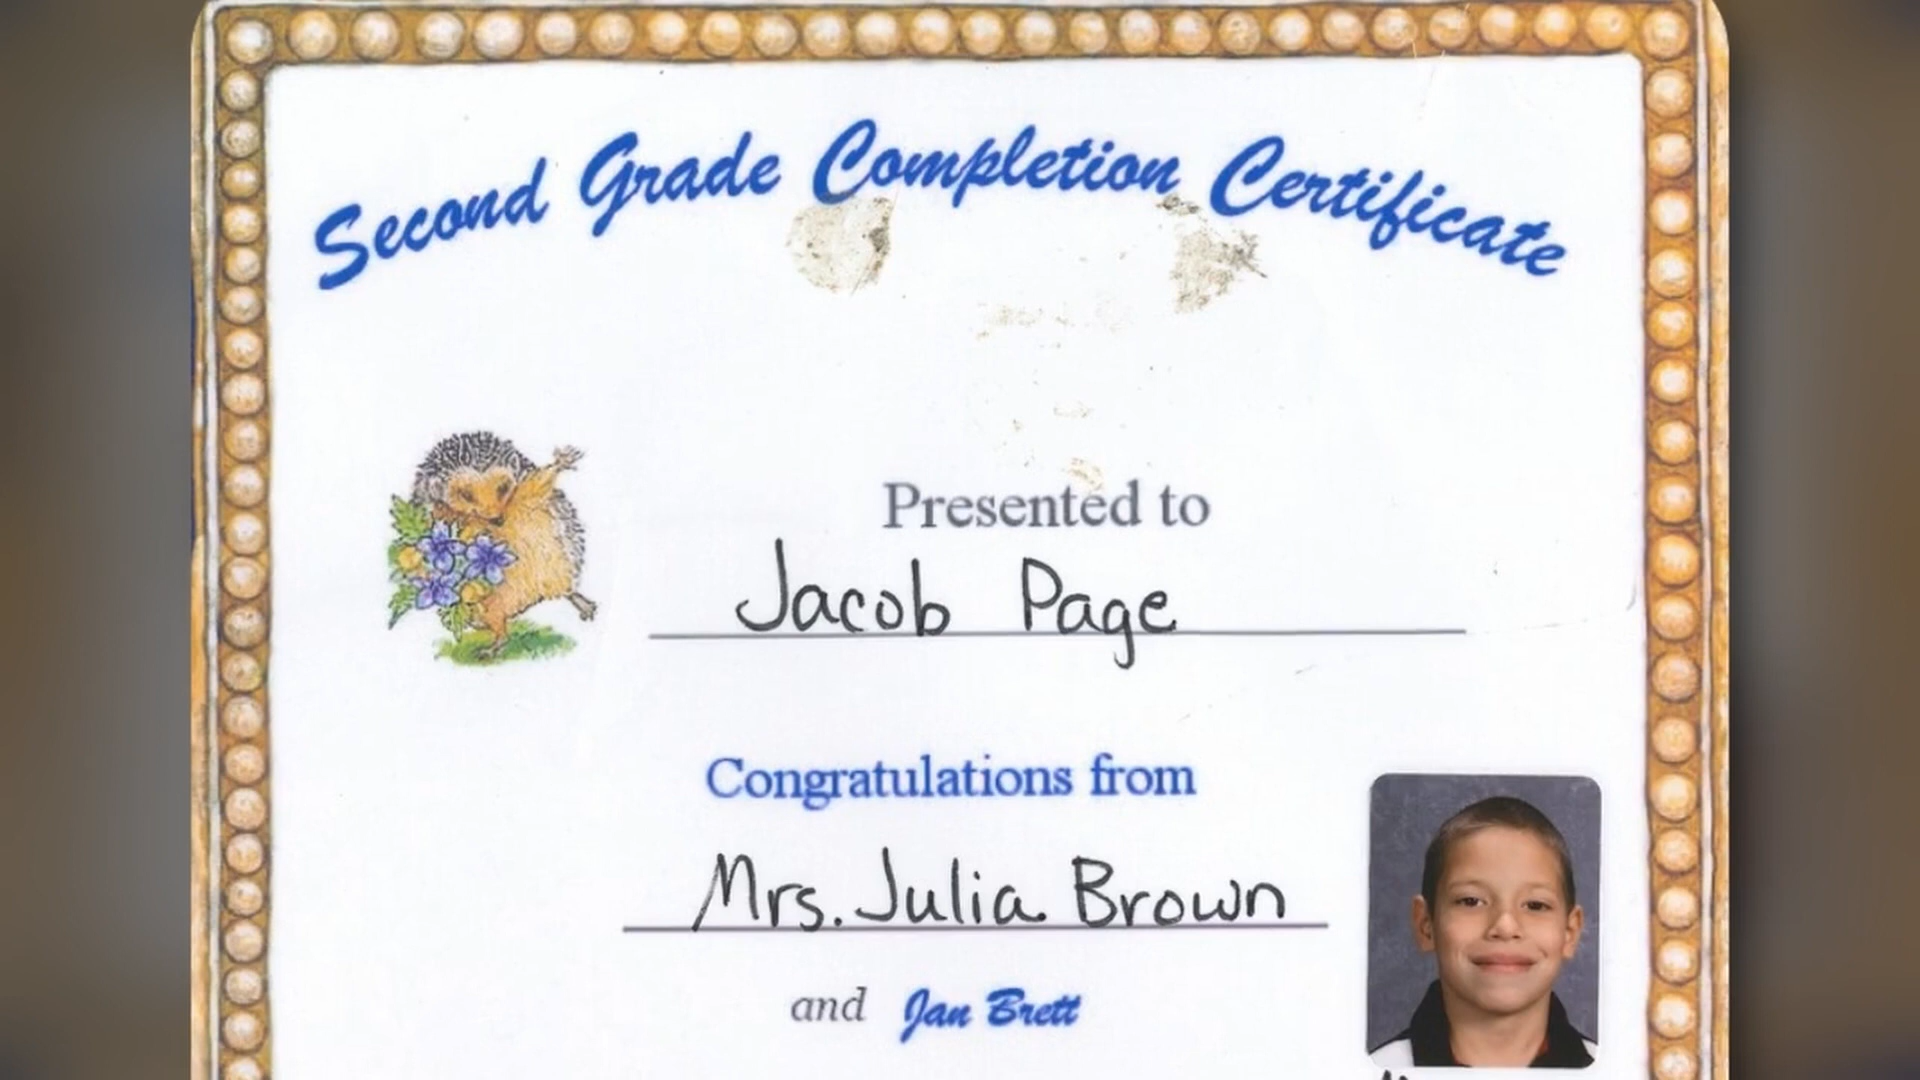 Second Grade Completion Certificate
Presented to
Jacob Page
Congratulations from
Mrs. Julia Brown
and Jan Brett